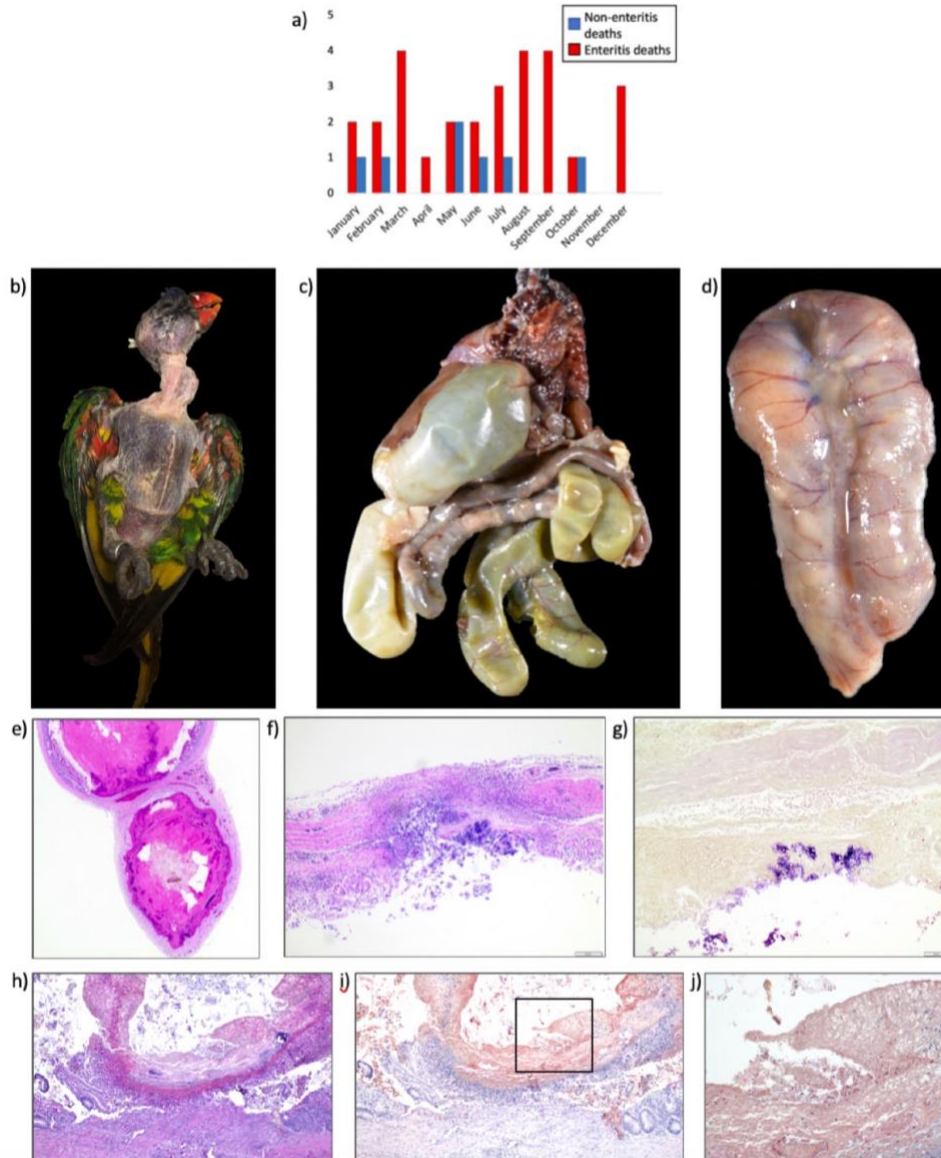 a)
5
4
3
2
1
0
Non-enteritis
deaths
Enteritis deaths
January
February
March
April
May
June
July
August
September
October
November
December
b)
c)
d)
e)
f)
g)
h)
i)
j)